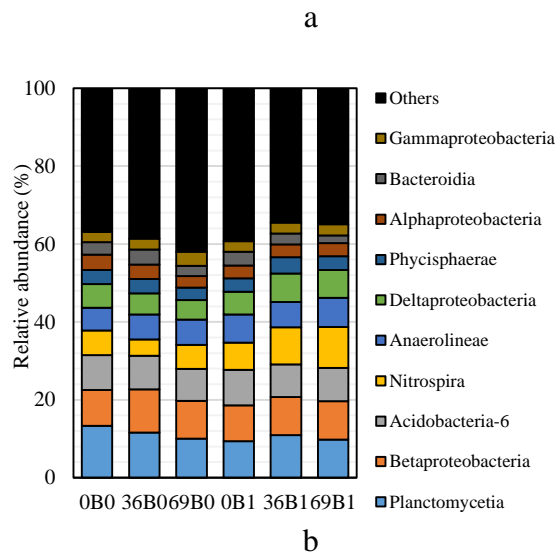 a
100
80
60
40
20
0
Relative abundance (%)
0B0 36B0 69B0 0B1 36B1 69B1
Others
Gammaproteobacteria
Bacteroidia
Alphaproteobacteria
Phycisphaerae
Deltaproteobacteria
Anaerolineae
Nitrospira
Acidobacteria-6
Betaproteobacteria
Planctomycetia
b